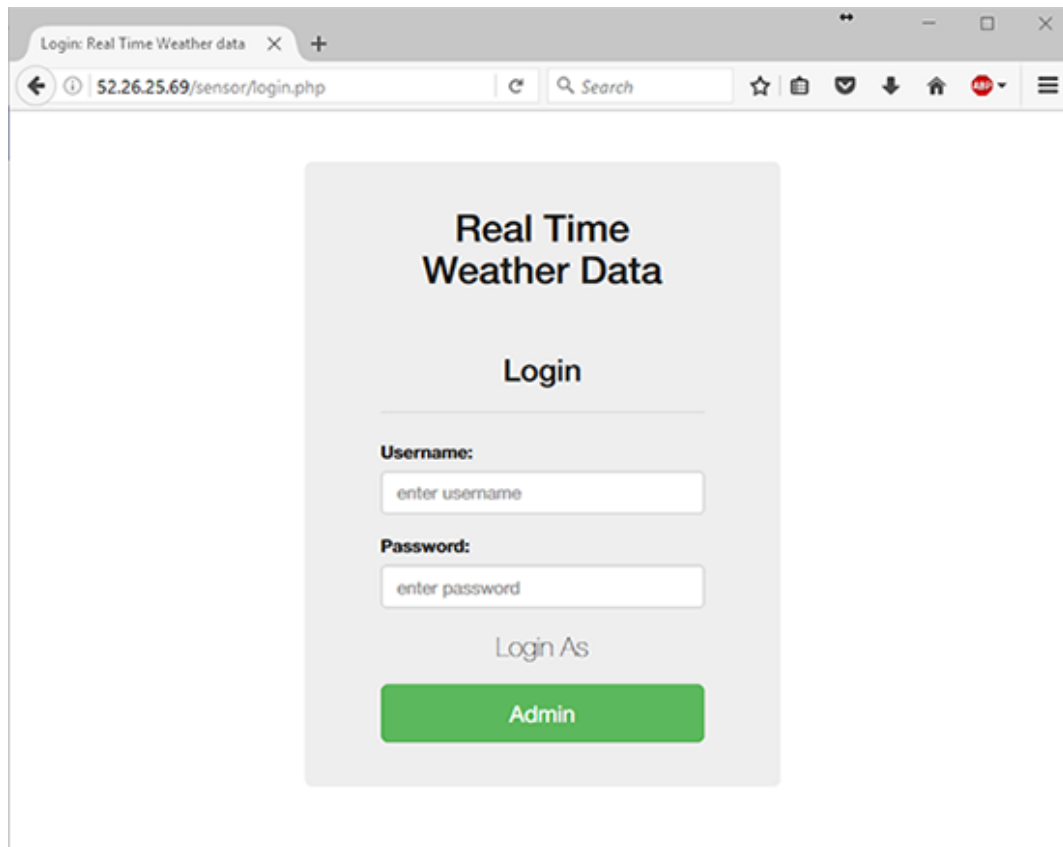 Login: Real Time Weather data
52.26.25.69/sensor/login.php
Search
ABP
Real Time
Weather Data
Login
Username:
enter username
Password:
enter password
Login As
Admin